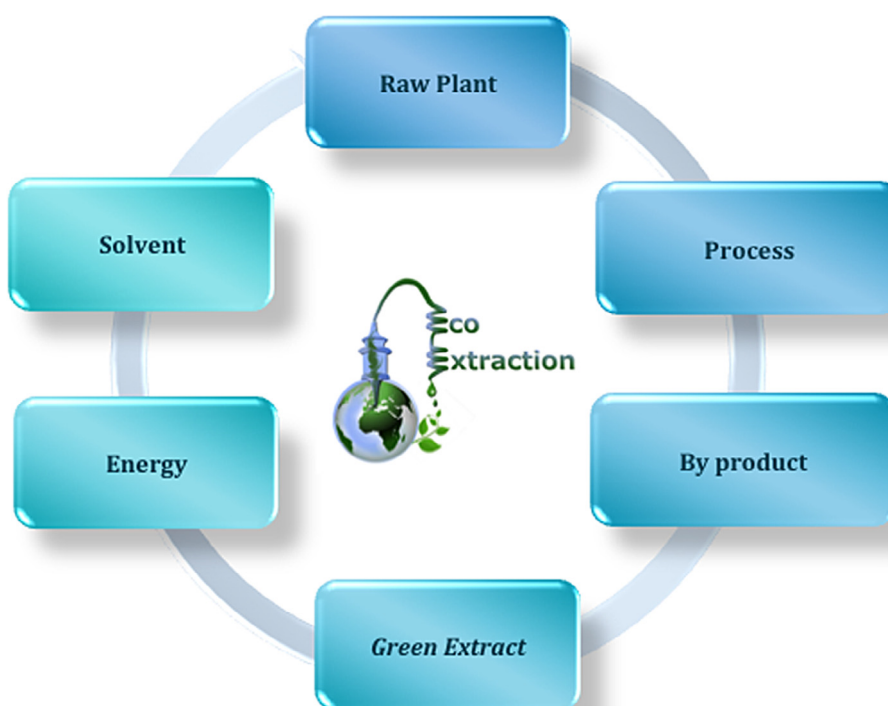 Raw Plant
Solvent
Process
Eco
Extraction
Energy
By product
Green Extract